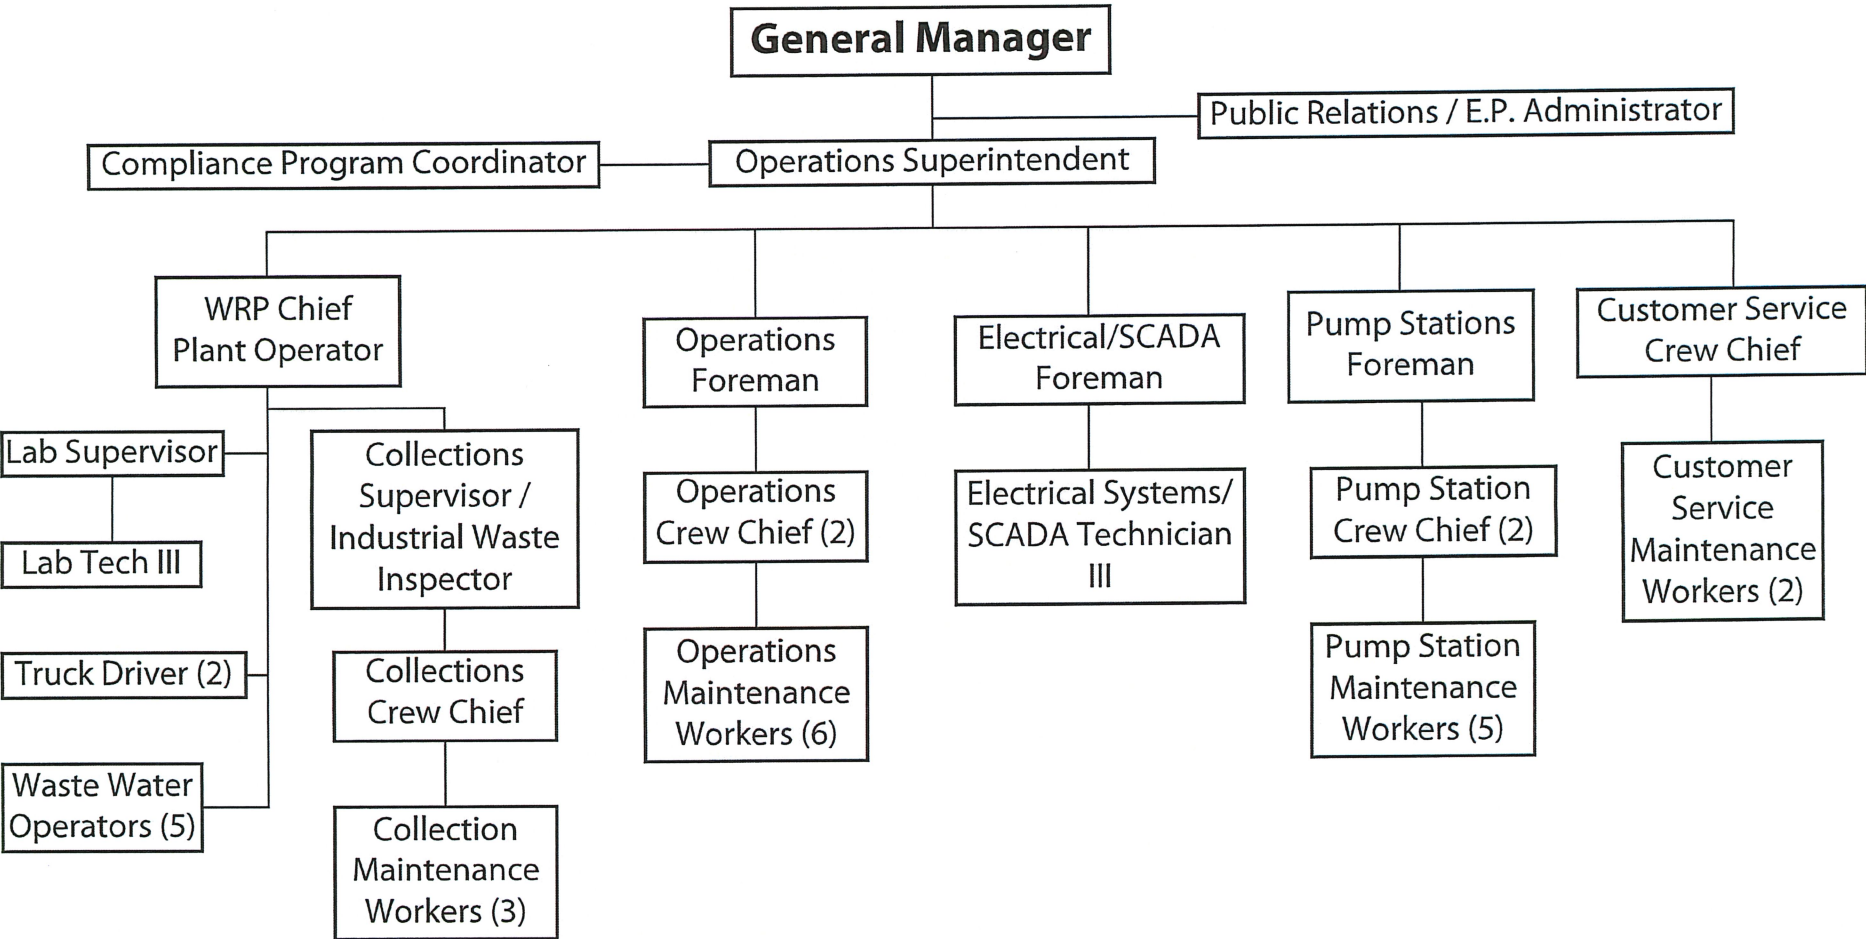 General Manager
Public Relations / E.P. Administrator
Compliance Program Coordinator
Operations Superintendent
WRP Chief
Plant Operator
Operations
Foreman
Electrical/SCADA
Foreman
Pump Stations
Foreman
Customer Service
Crew Chief
Lab Supervisor
Lab Tech III
Truck Driver (2)
Waste Water
Operators (5)
Collections
Supervisor /
Industrial Waste
Inspector
Collections
Crew Chief
Collection
Maintenance
Workers (3)
Operations
Crew Chief (2)
Operations
Maintenance
Workers (6)
Electrical Systems/
SCADA Technician
III
Pump Station
Crew Chief (2)
Pump Station
Maintenance
Workers (5)
Customer
Service
Maintenance
Workers (2)